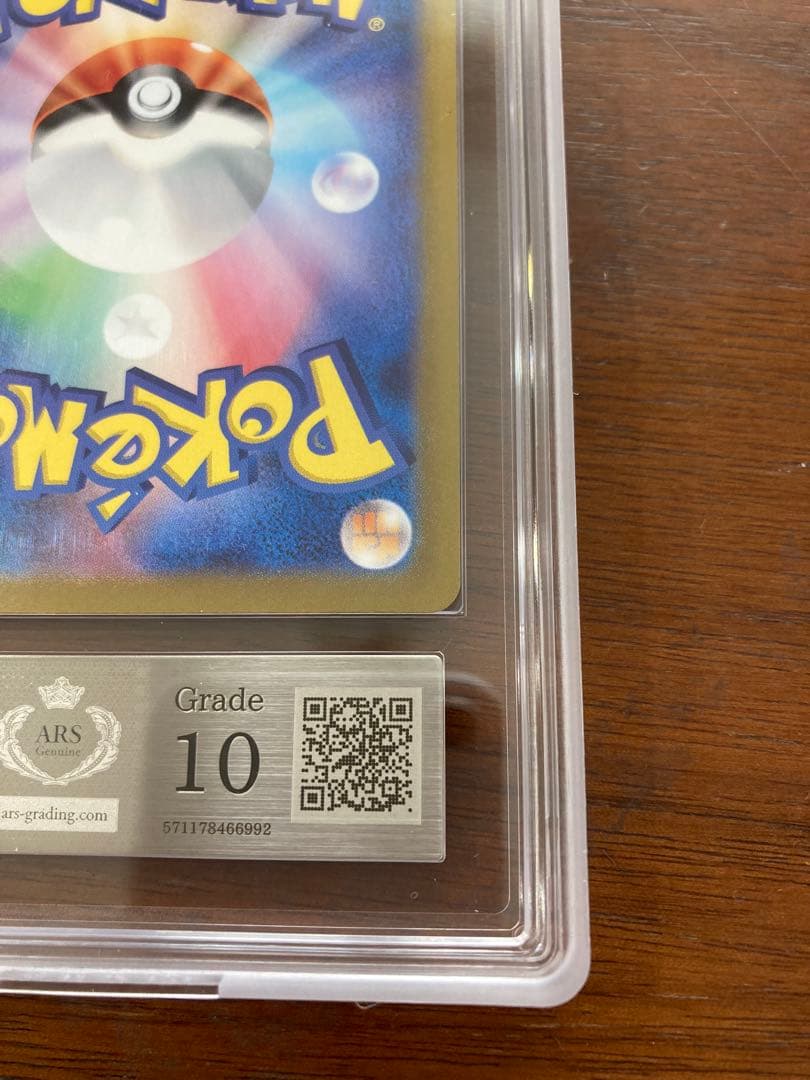 ®
Pokémo
ARS
Genuine
Grade
10
ars-grading.com
571178466992